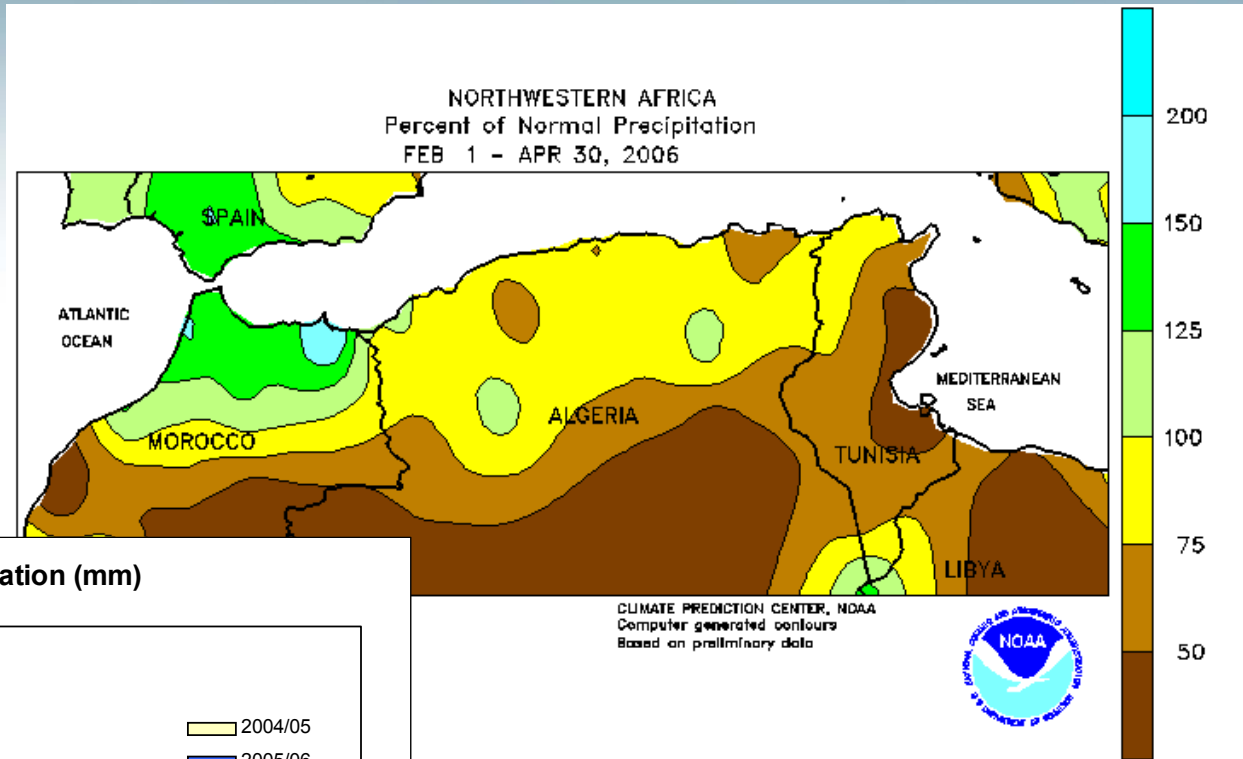 NORTHWESTERN AFRICA
Percent of Normal Precipitation
FEB 1 - APR 30, 2006
200
150
125
100
75
50
SPAIN
ATLANTIC
OCEAN
MEDITERRANEAN
SEA
MOROCCO
ALGERIA
TUNISIA
LIBYA
CLIMATE PREDICTION CENTER, NOAA
Computer generated contours
Based on preliminary data
NOAA
ation (mm)
2004/05
2005/06